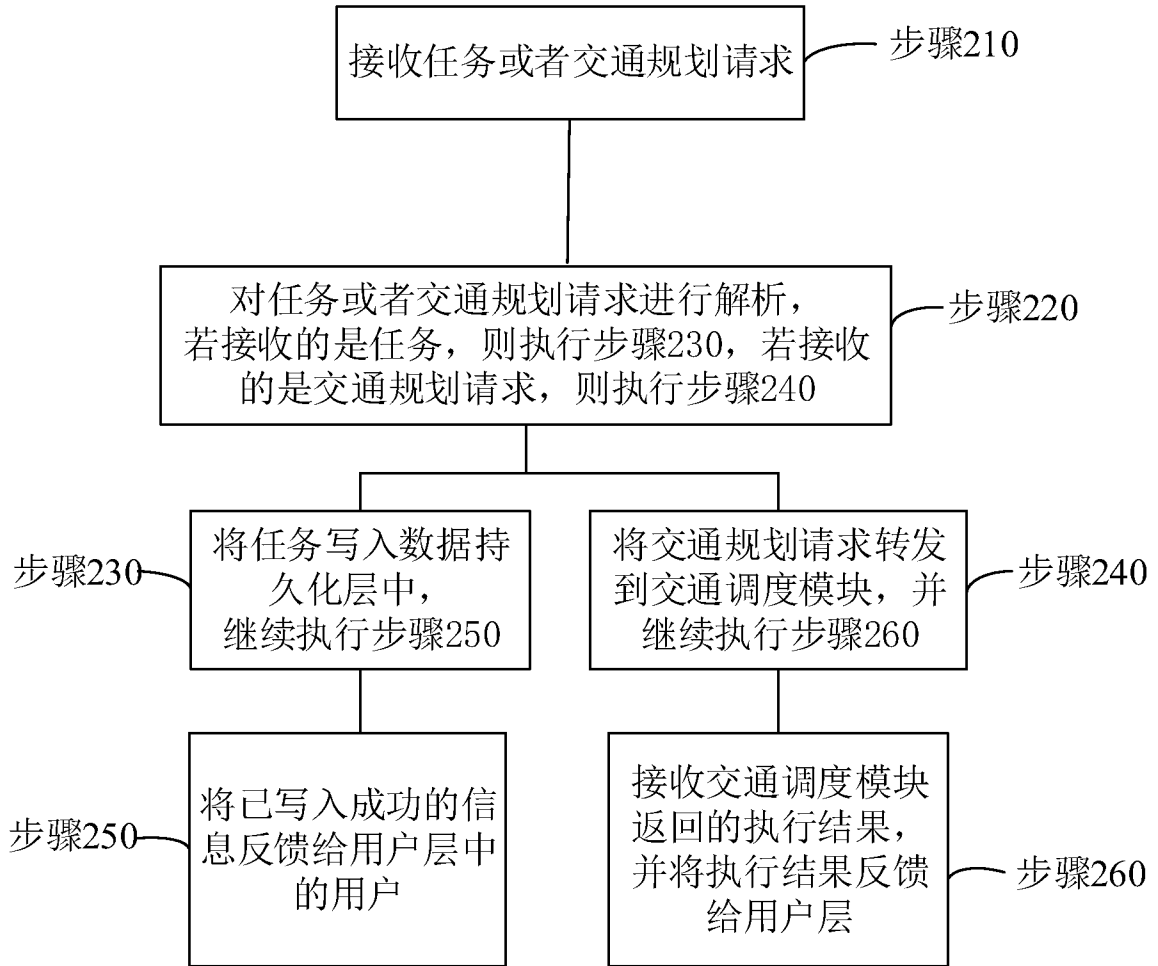 接收任务或者交通规划请求
步骤210
对任务或者交通规划请求进行解析，
若接收的是任务，则执行步骤230，若接收
的是交通规划请求，则执行步骤240
步骤220
步骤230
将任务写入数据持
久化层中，
继续执行步骤250
将交通规划请求转发
到交通调度模块，并
继续执行步骤260
步骤240
步骤250
将已写入成功的信
息反馈给用户层中
的用户
接收交通调度模块
返回的执行结果，
并将执行结果反馈
给用户层
步骤260